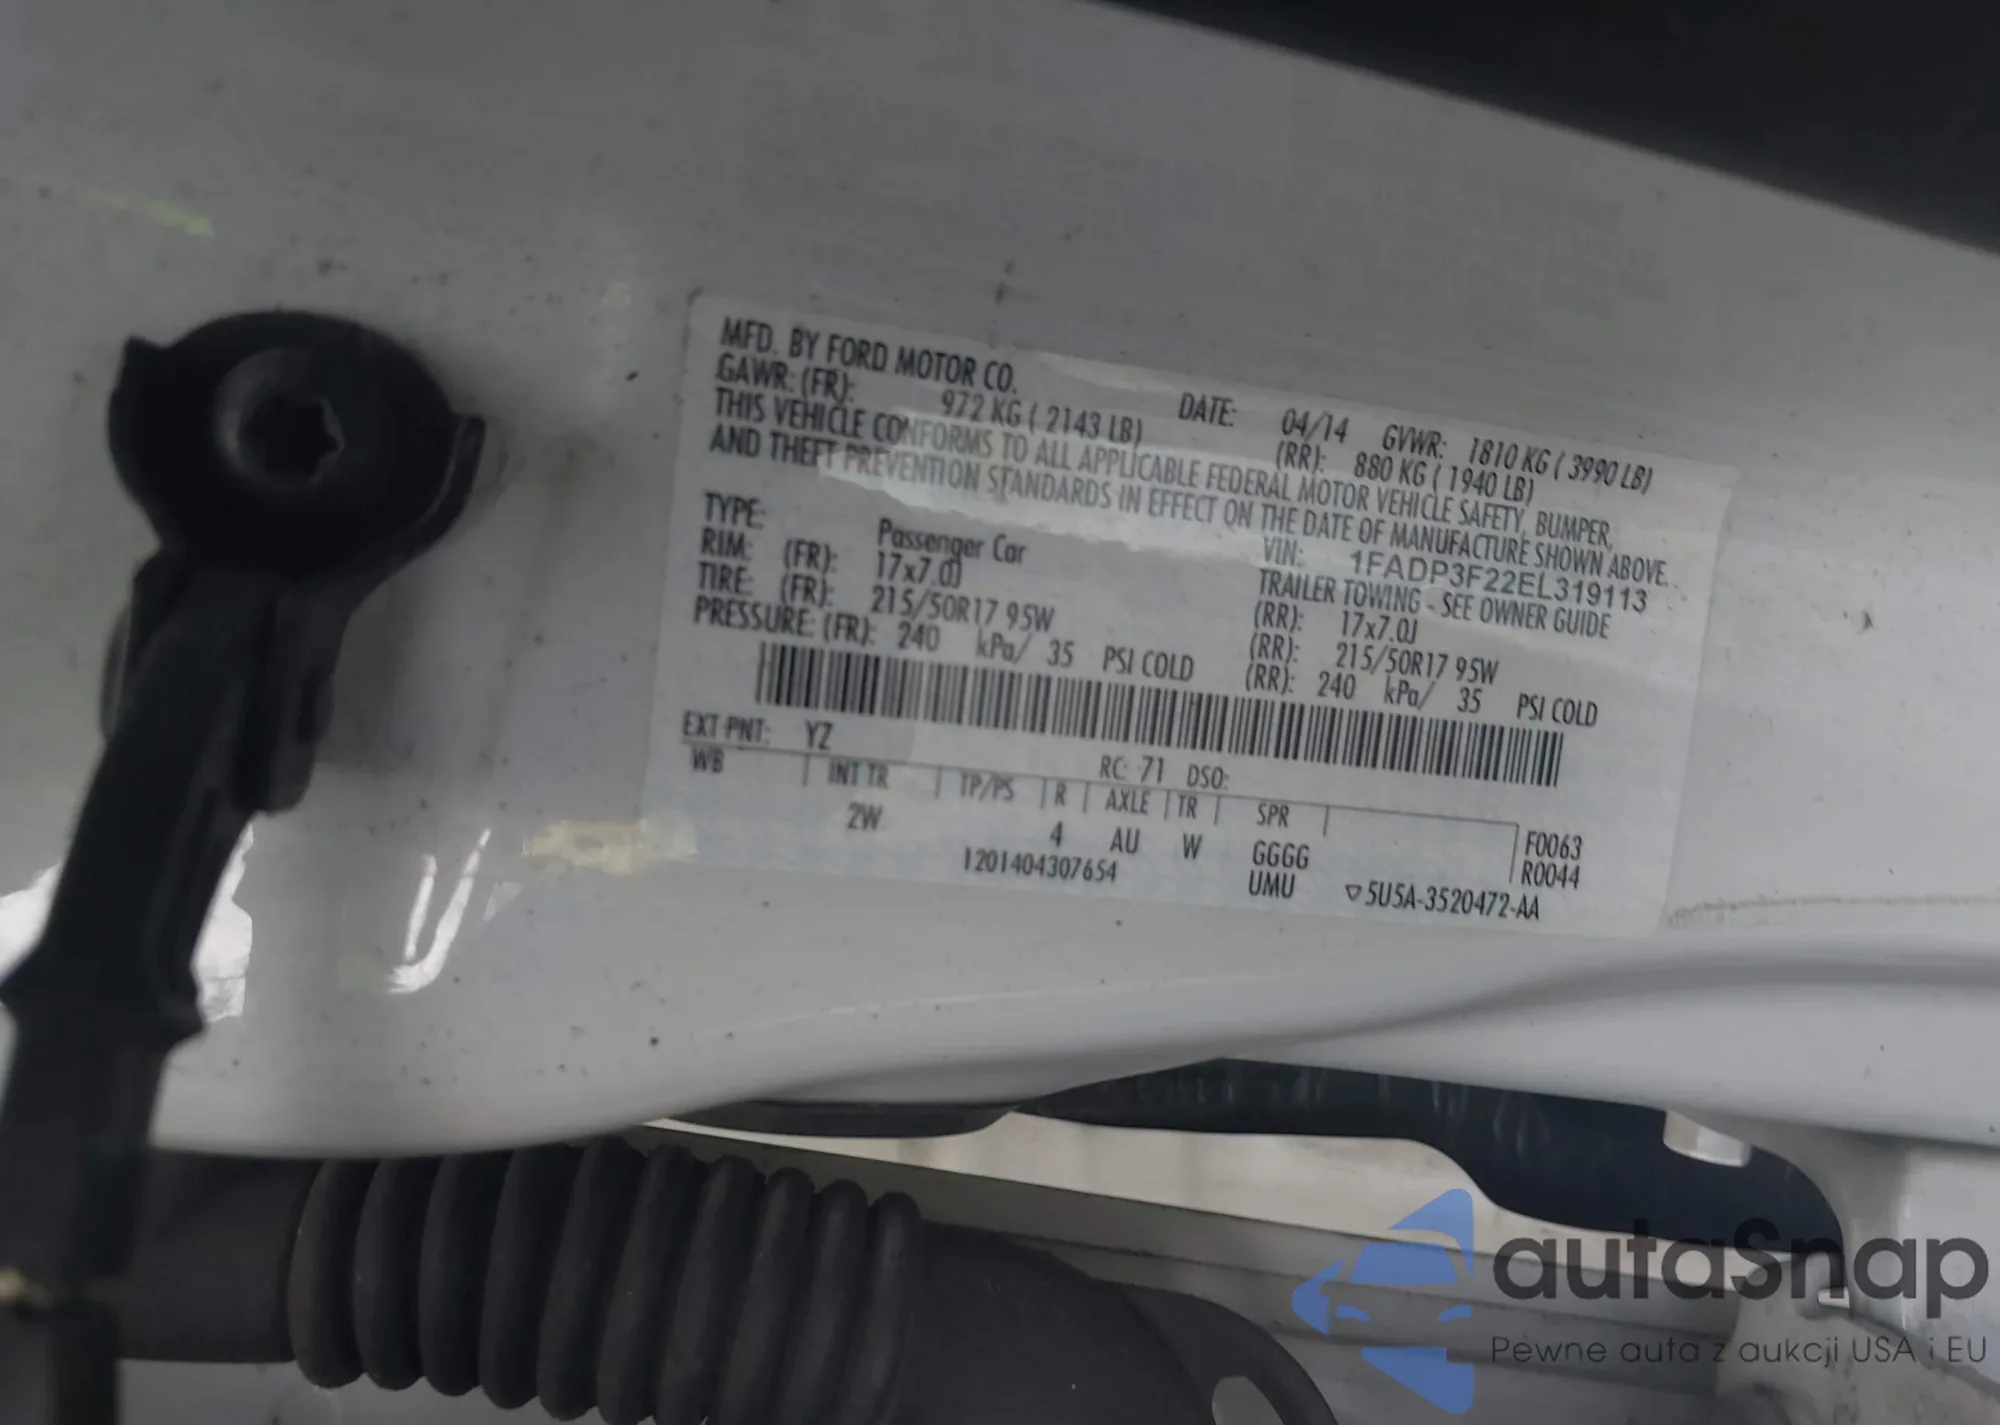 MFD. BY FORD MOTOR CO. DATE: 04/14 GVWR: 1810 KG ( 3990 LB)
GAWR: (FR): 972 KG ( 2143 LB) (RR): 880 KG ( 1940 LB)
THIS VEHICLE CONFORMS TO ALL APPLICABLE FEDERAL MOTOR VEHICLE SAFETY, BUMPER,
AND THEFT PREVENTION STANDARDS IN EFFECT ON THE DATE OF MANUFACTURE SHOWN ABOVE.
VIN: 1FADP3F22EL319113
TYPE: Passenger Car TRAILER TOWING - SEE OWNER GUIDE
RIM: (FR): 17x7.0J (RR): 17x7.0J
TIRE: (FR): 215/50R17 95W (RR): 215/50R17 95W
PRESSURE: (FR): 240 kPa/ 35 PSI COLD (RR): 240 kPa/ 35 PSI COLD
EXT PNT: YZ RC: 71 DSO:
WB INT TR TP/PS R AXLE TR SPR F0063
2W 4 AU W GGGG R0044
1201404307654 UMU ▽5U5A-3520472-AA
autaSnap
Pewne auta z aukcji USA i EU